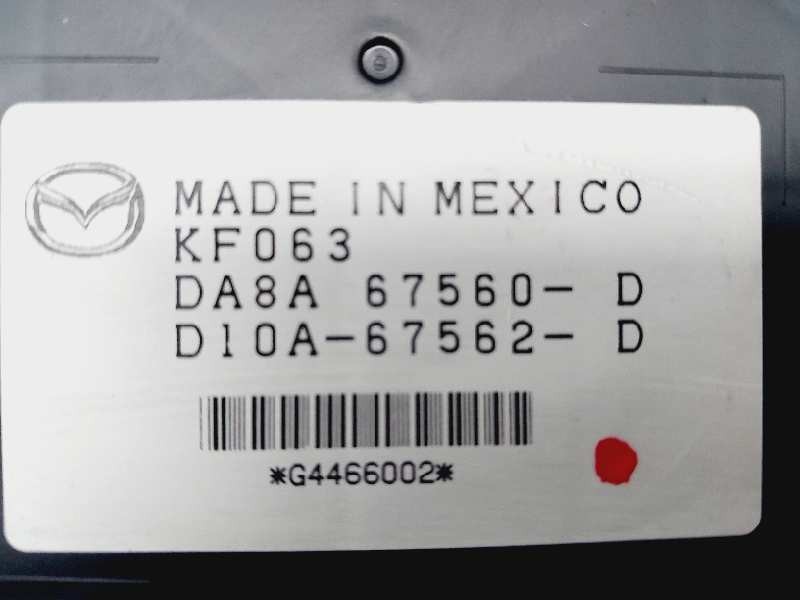 MADE IN MEXICO
KF063
DA8A 67560- D
D10A-67562- D
*G4466002*